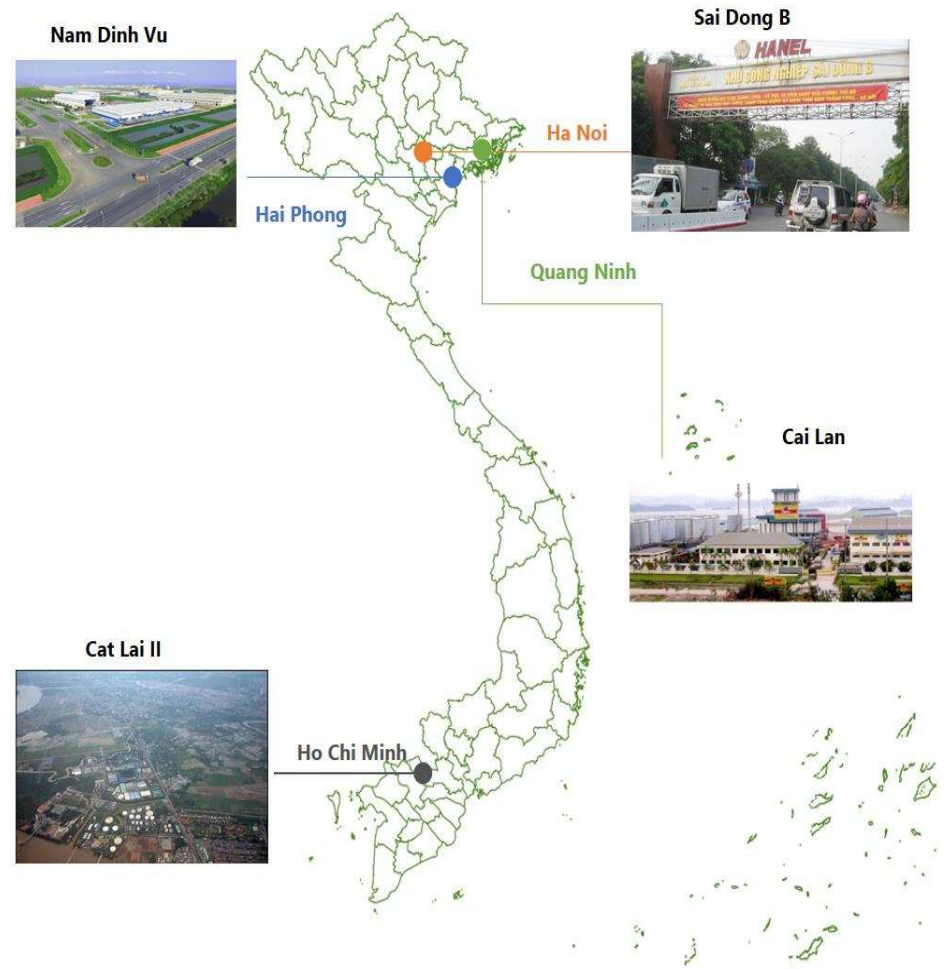 Nam Dinh Vu
Sai Dong B
HANEL
KHU CÔNG NGHIỆP SÀI ĐỒNG B
Ha Noi
Hai Phong
Quang Ninh
Cai Lan
Cat Lai II
Ho Chi Minh